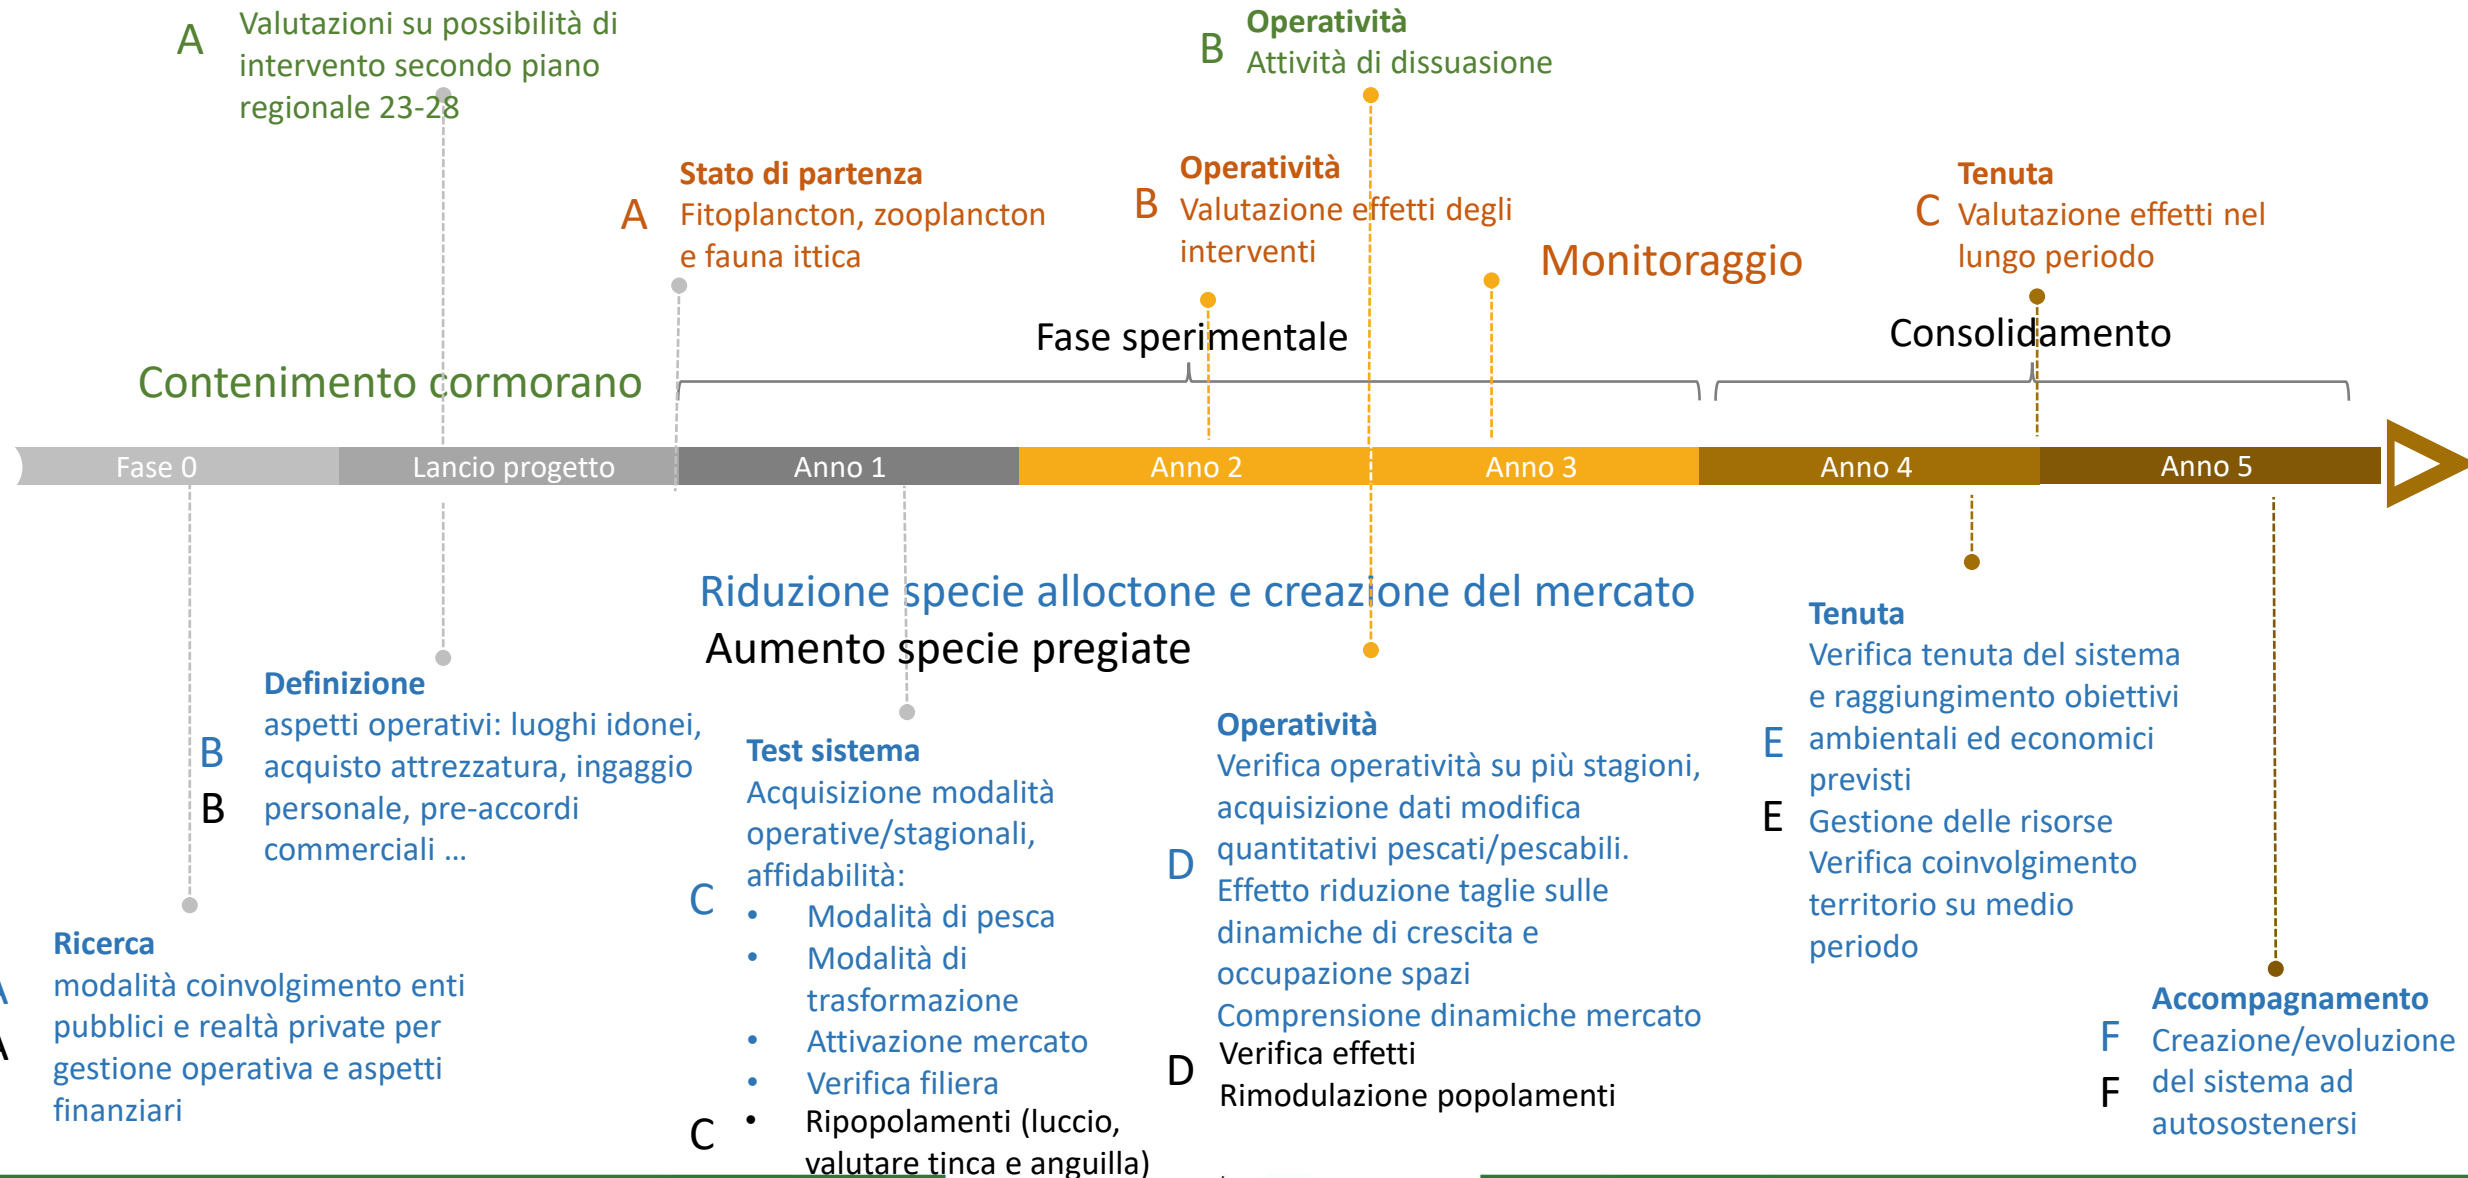 A
Valutazioni su possibilità di
intervento secondo piano
regionale 23-28
B
Operatività
Attività di dissuasione
A
Stato di partenza
Fitoplancton, zooplancton
e fauna ittica
B
Operatività
Valutazione effetti degli
interventi
Monitoraggio
C
Tenuta
Valutazione effetti nel
lungo periodo
Fase sperimentale
Consolidamento
Contenimento cormorano
Fase 0
Lancio progetto
Anno 1
Anno 2
Anno 3
Anno 4
Anno 5
Riduzione specie alloctone e creazione del mercato
Aumento specie pregiate
A
A
Ricerca
modalità coinvolgimento enti
pubblici e realtà private per
gestione operativa e aspetti
finanziari
B
B
Definizione
aspetti operativi: luoghi idonei,
acquisto attrezzatura, ingaggio
personale, pre-accordi
commerciali ...
C
Test sistema
Acquisizione modalità
operative/stagionali,
affidabilità:
• Modalità di pesca
• Modalità di
trasformazione
• Attivazione mercato
• Verifica filiera
C
• Ripopolamenti (luccio,
valutare tinca e anguilla)
D
Operatività
Verifica operatività su più stagioni,
acquisizione dati modifica
quantitativi pescati/pescabili.
Effetto riduzione taglie sulle
dinamiche di crescita e
occupazione spazi
Comprensione dinamiche mercato
D
Verifica effetti
Rimodulazione popolamenti
E
E
Tenuta
Verifica tenuta del sistema
e raggiungimento obiettivi
ambientali ed economici
previsti
Gestione delle risorse
Verifica coinvolgimento
territorio su medio
periodo
F
F
Accompagnamento
Creazione/evoluzione
del sistema ad
autosostenersi